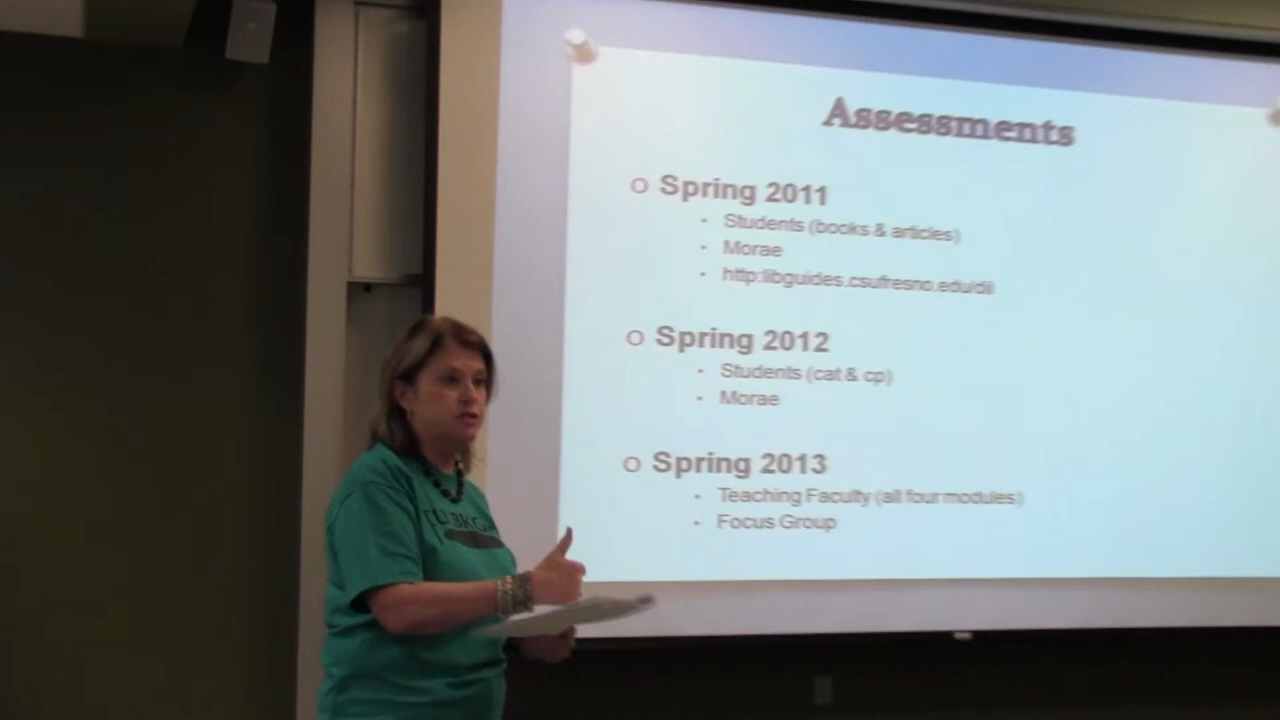 Assessments
o Spring 2011
• Students (books & articles)
• Morae
• http:libguides.csufresno.edu/dil
o Spring 2012
• Students (cat & cp)
• Morae
o Spring 2013
• Teaching Faculty (all four modules)
• Focus Group